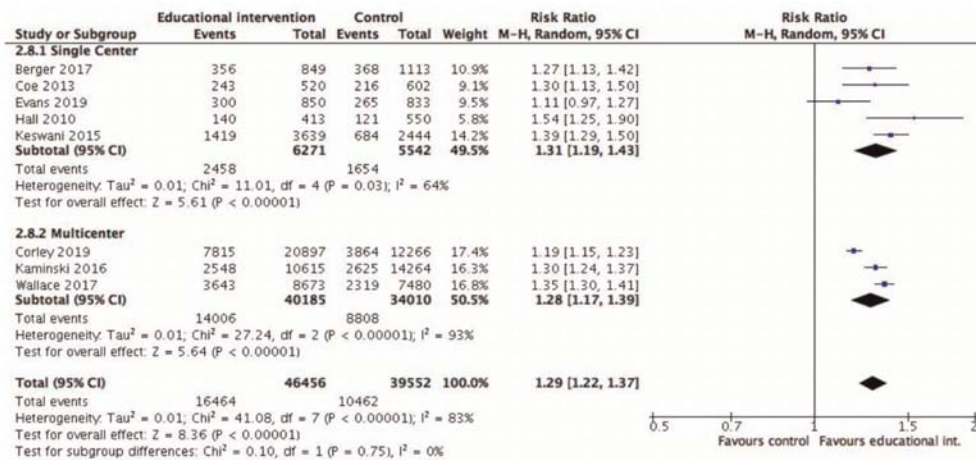 Educational intervention Control Risk Ratio Risk Ratio
Study or Subgroup Events Total Events Total Weight M-H, Random, 95% CI M-H, Random, 95% CI
2.8.1 Single Center
Berger 2017 356 849 368 1113 10.9% 1.27 [1.13, 1.42]
Coe 2013 243 520 216 602 9.1% 1.30 [1.13, 1.50]
Evans 2019 300 850 265 833 9.5% 1.11 [0.97, 1.27]
Hall 2010 140 413 121 550 5.8% 1.54 [1.25, 1.90]
Keswani 2015 1419 3639 684 2444 14.2% 1.39 [1.29, 1.50]
Subtotal (95% CI) 6271 5542 49.5% 1.31 [1.19, 1.43]
Total events 2458 1654
Heterogeneity: Tau² = 0.01; Chi² = 11.01, df = 4 (P = 0.03); I² = 64%
Test for overall effect: Z = 5.61 (P < 0.00001)
2.8.2 Multicenter
Corley 2019 7815 20897 3864 12266 17.4% 1.19 [1.15, 1.23]
Kaminski 2016 2548 10615 2625 14264 16.3% 1.30 [1.24, 1.37]
Wallace 2017 3643 8673 2319 7480 16.8% 1.35 [1.30, 1.41]
Subtotal (95% CI) 40185 34010 50.5% 1.28 [1.17, 1.39]
Total events 14006 8808
Heterogeneity: Tau² = 0.01; Chi² = 27.24, df = 2 (P < 0.00001); I² = 93%
Test for overall effect: Z = 5.64 (P < 0.00001)
Total (95% CI) 46456 39552 100.0% 1.29 [1.22, 1.37]
Total events 16464 10462
Heterogeneity: Tau² = 0.01; Chi² = 41.08, df = 7 (P < 0.00001); I² = 83%
Test for overall effect: Z = 8.36 (P < 0.00001)
Test for subgroup differences: Chi² = 0.10, df = 1 (P = 0.75), I² = 0%
0.5 0.7 1 1.5 2
Favours control Favours educational int.